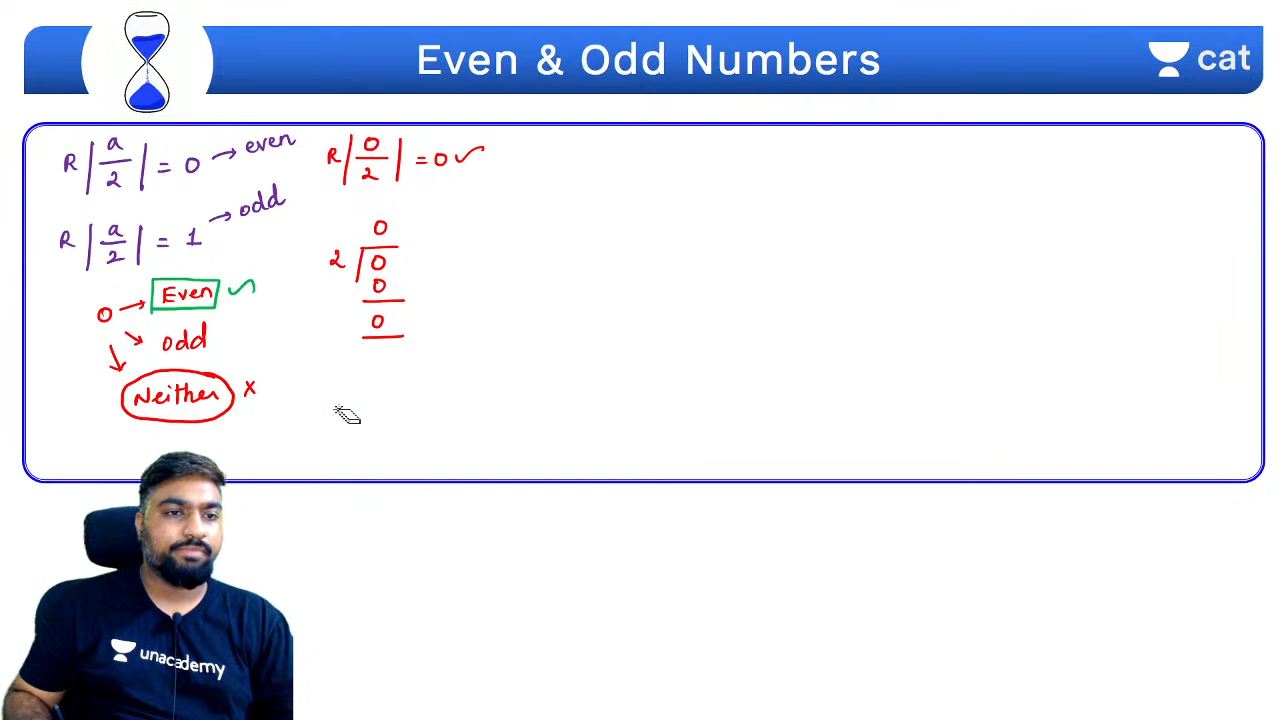 Even & Odd Numbers
cat
R |a/2| = 0 → even
R |a/2| = 1 → odd
0 → Even ✓
↘ odd
↓ Neither ×
R |0/2| = 0 ✓
0
2 0
0
0
unacademy